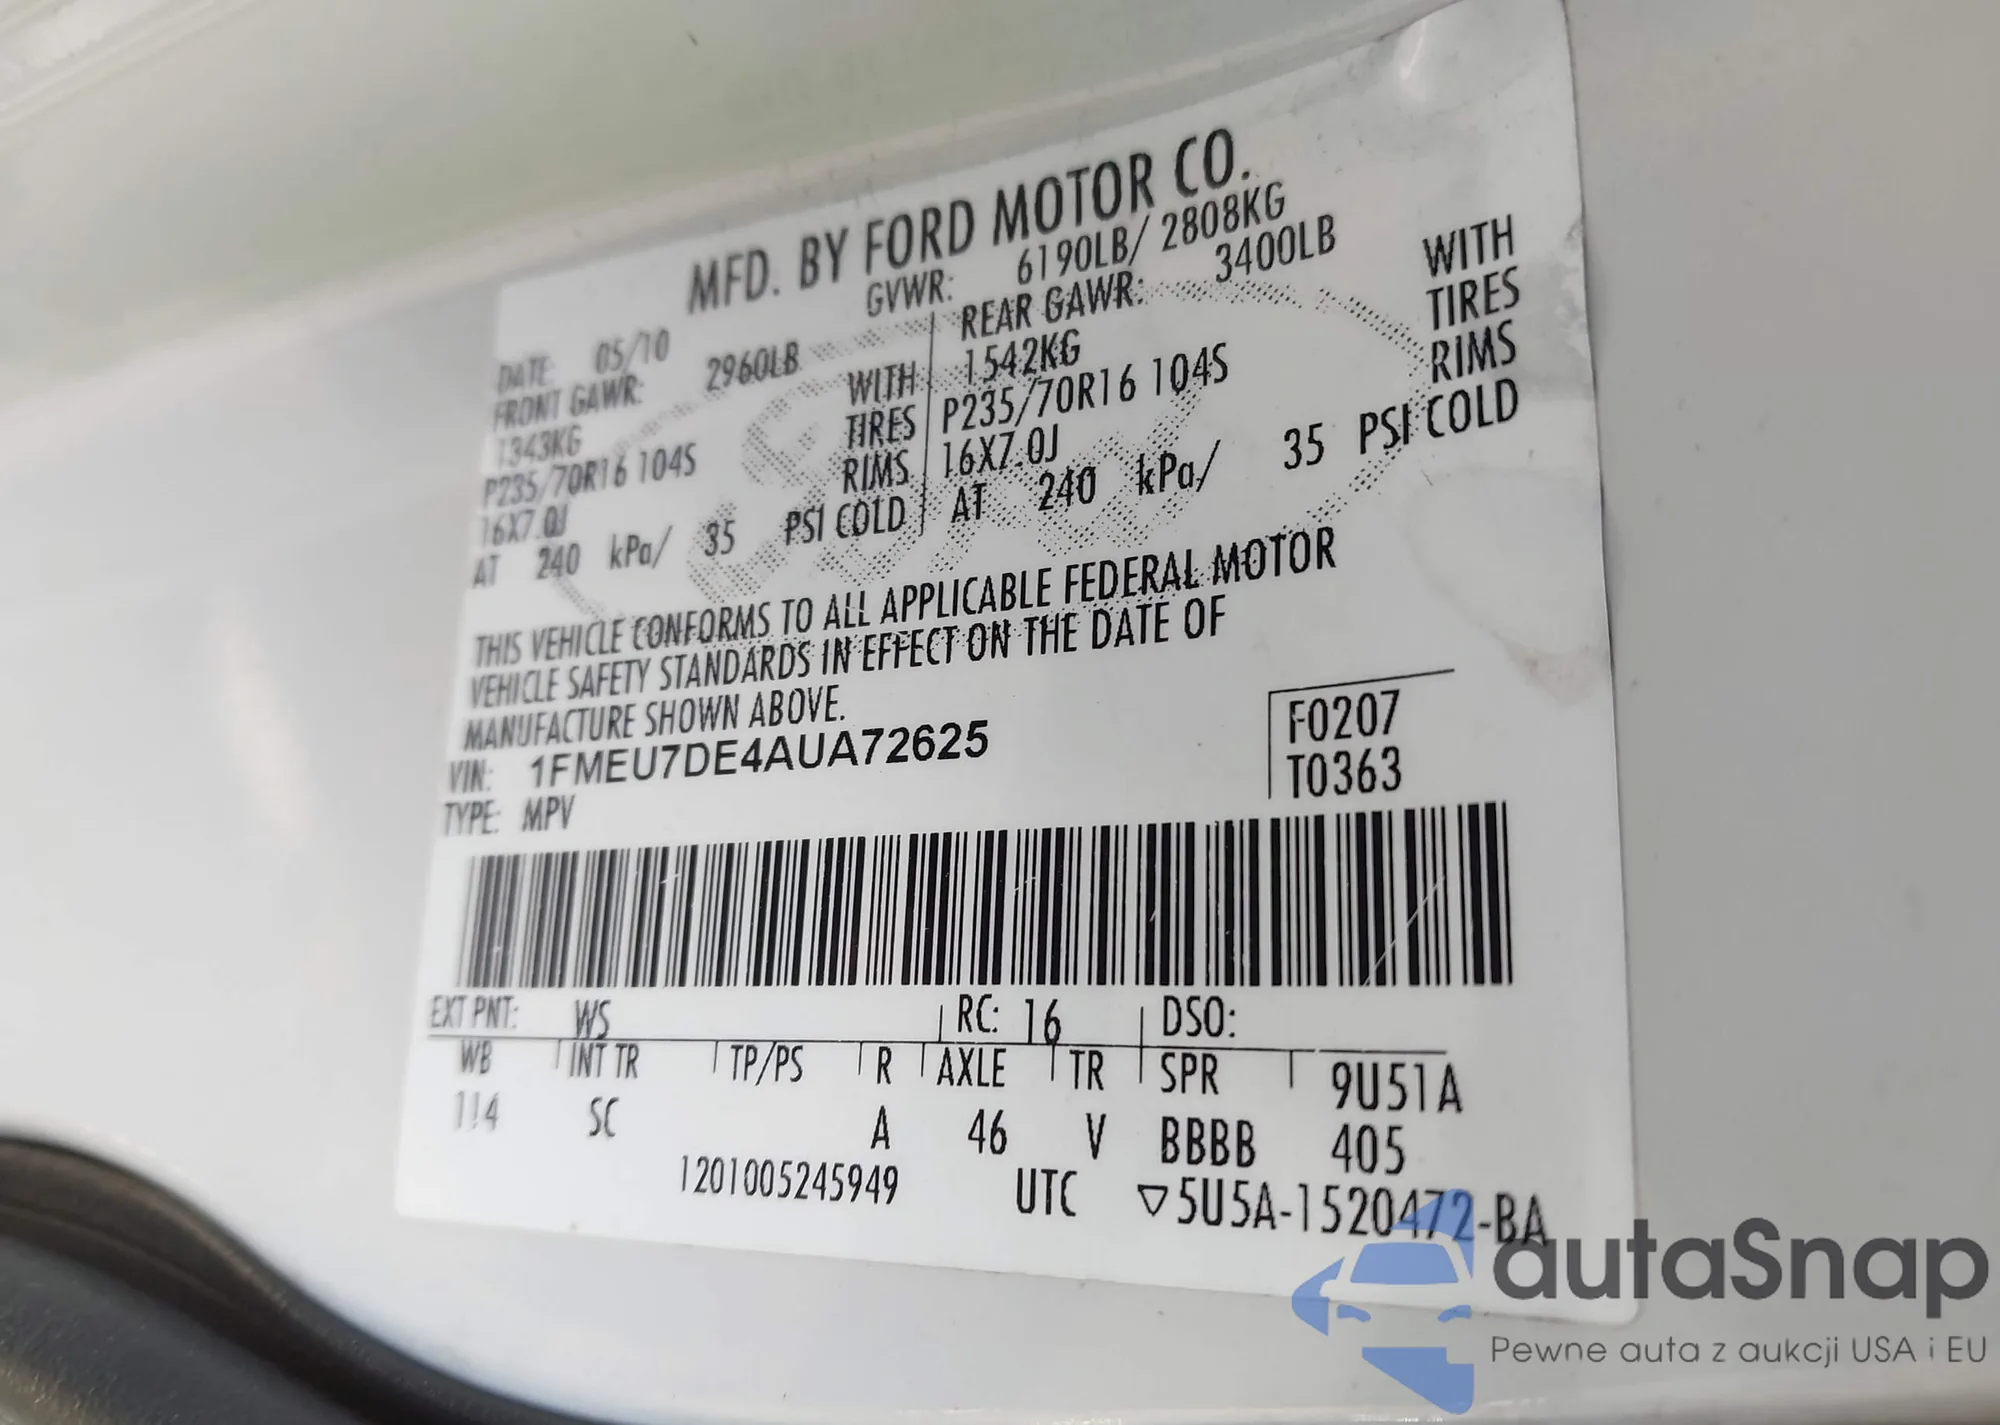 MFD. BY FORD MOTOR CO.
DATE: 05/10 GVWR: 6190LB/ 2808KG
FRONT GAWR: 2960LB REAR GAWR: 3400LB
1343KG WITH 1542KG WITH
P235/70R16 104S TIRES P235/70R16 104S TIRES
16X7.0J RIMS 16X7.0J RIMS
AT 240 kPa/ 35 PSI COLD AT 240 kPa/ 35 PSI COLD
THIS VEHICLE CONFORMS TO ALL APPLICABLE FEDERAL MOTOR
VEHICLE SAFETY STANDARDS IN EFFECT ON THE DATE OF
MANUFACTURE SHOWN ABOVE.
VIN: 1FMEU7DE4AUA72625 F0207
TYPE: MPV T0363
EXT PNT: WS RC: 16 DSO:
WB INT TR TP/PS R AXLE TR SPR 9U51A
114 SC A 46 V BBBB 405
1201005245949 UTC ▽5U5A-1520472-BA
autaSnap
Pewne auta z aukcji USA i EU